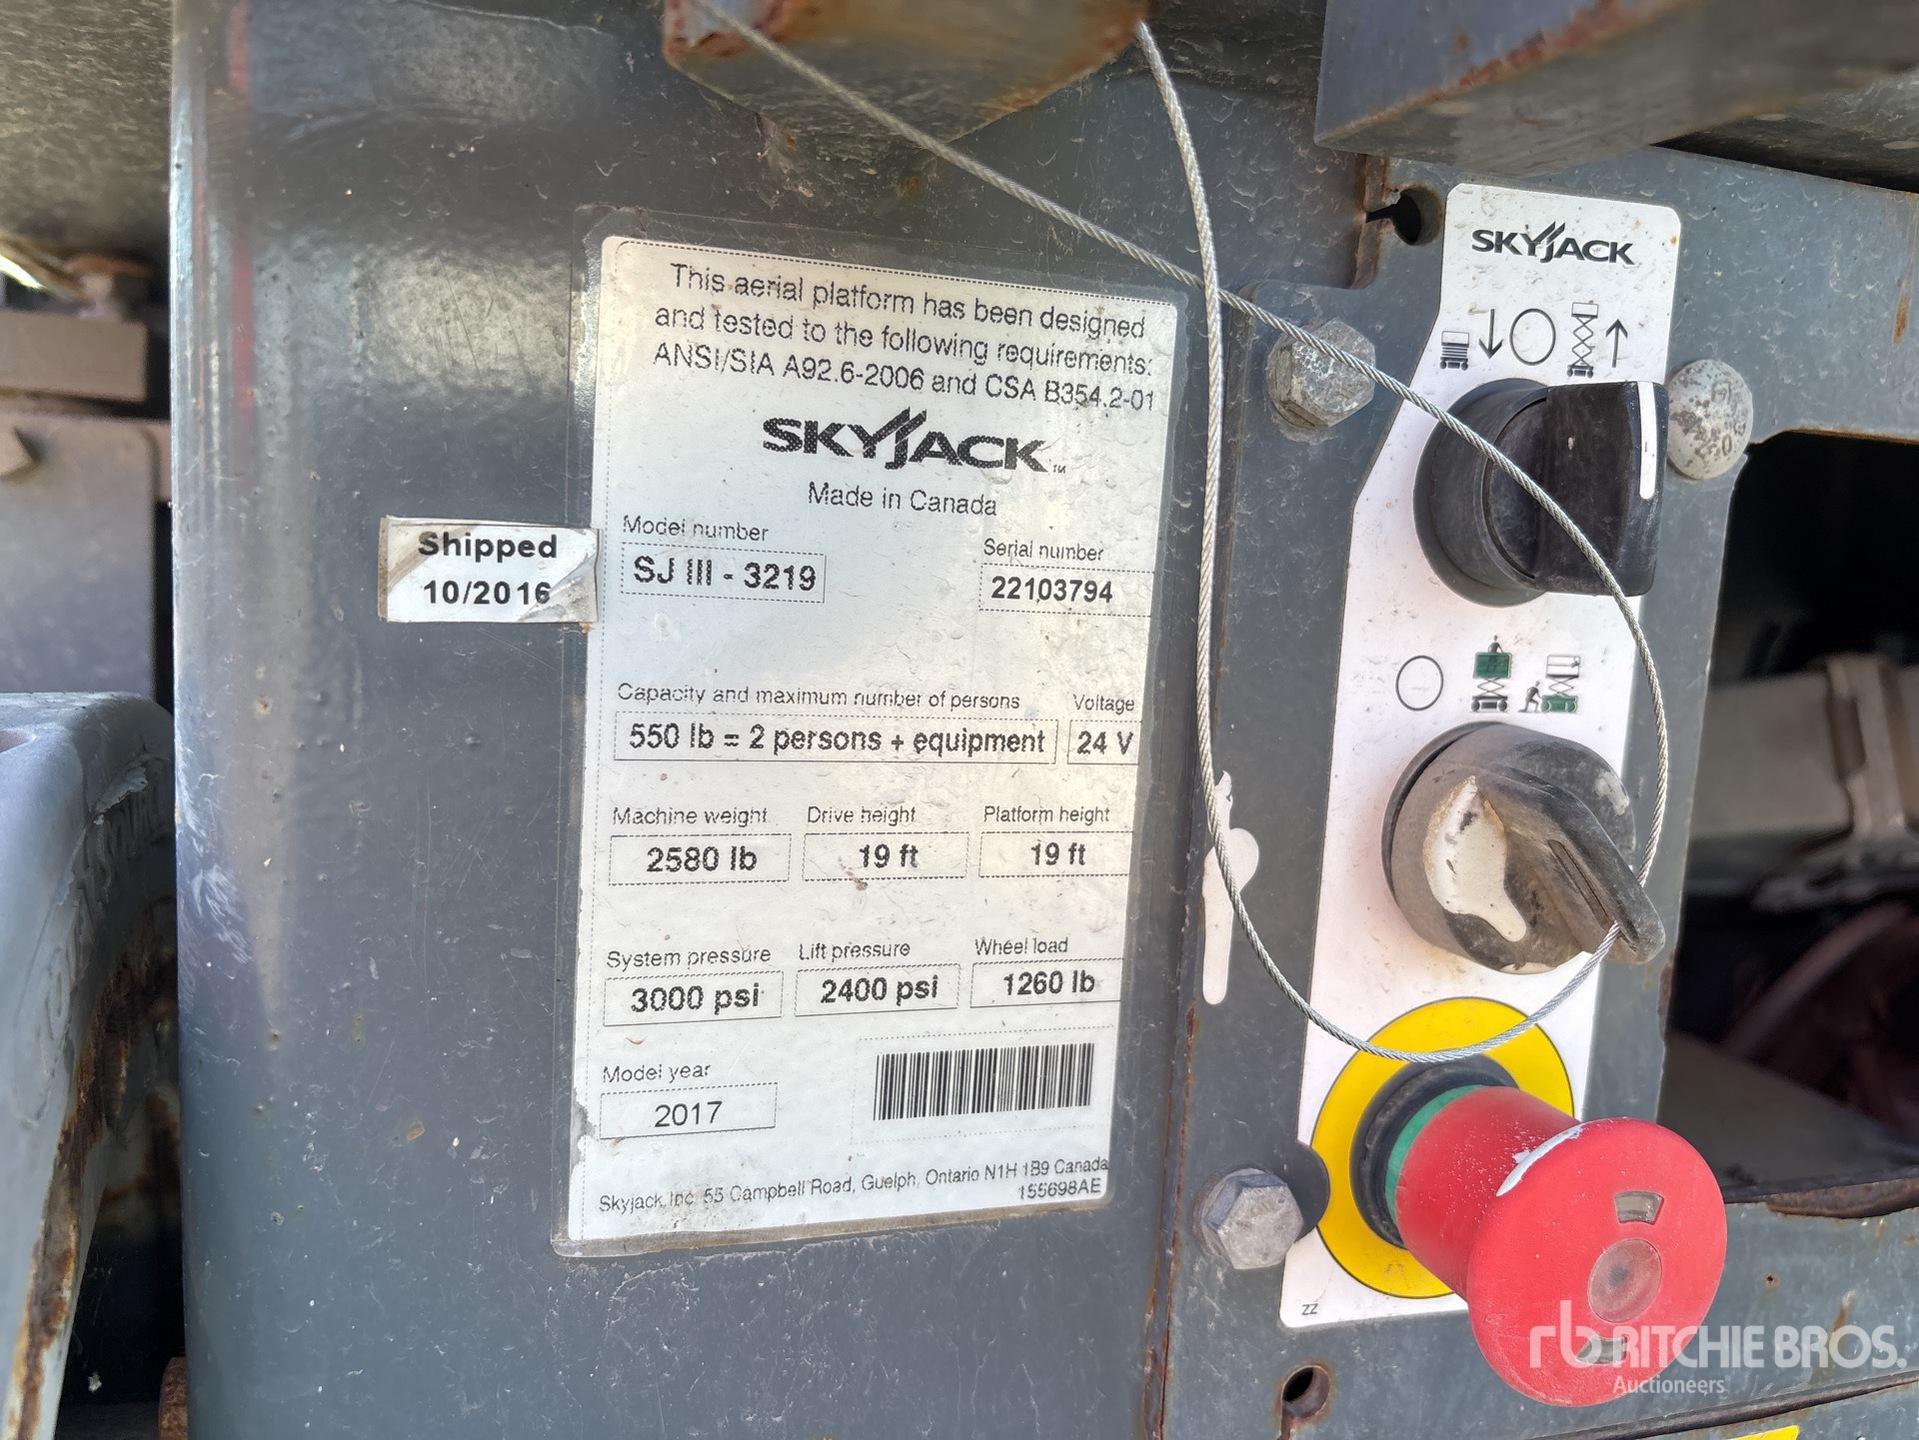 This aerial platform has been designed
and tested to the following requirements:
ANSI/SIA A92.6-2006 and CSA B354.2-01
SKYJACK™
Made in Canada
Model number
SJ III - 3219
Serial number
22103794
Shipped
10/2016
Capacity and maximum number of persons
550 lb = 2 persons + equipment
Voltage
24 V
Machine weight
2580 lb
Drive height
19 ft
Platform height
19 ft
System pressure
3000 psi
Lift pressure
2400 psi
Wheel load
1260 lb
Model year
2017
Skyjack Inc. 55 Campbell Road, Guelph, Ontario N1H 1B9 Canada
155698AE
SKYJACK
ZZ
rb RITCHIE BROS.
Auctioneers